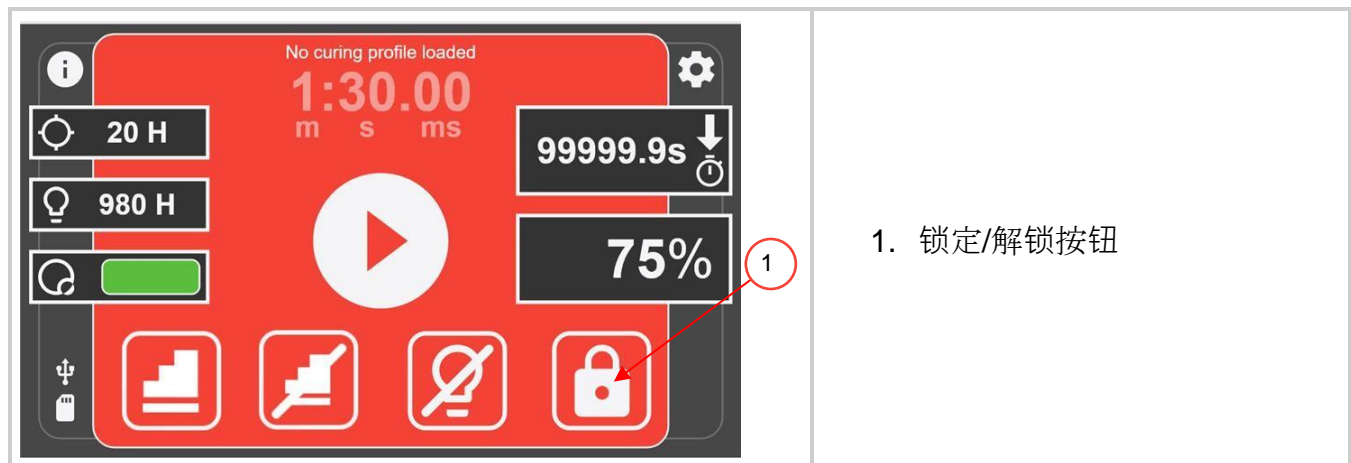 No curing profile loaded
1:30.00
m s ms
20 H
99999.9s
980 H
75%
1
1. 锁定/解锁按钮